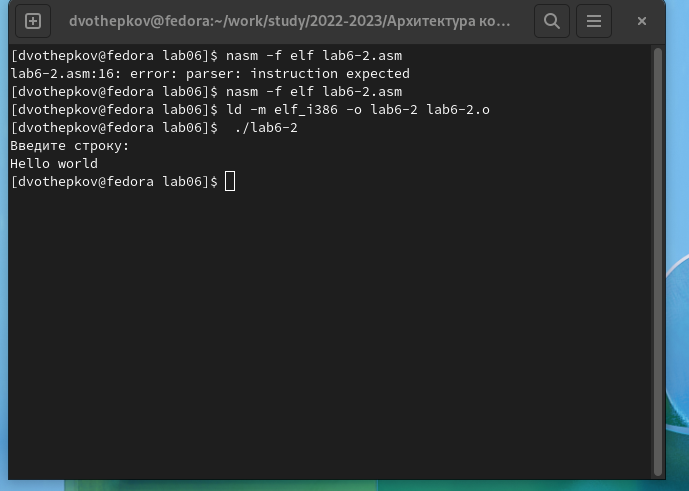 dvothepkov@fedora:~/work/study/2022-2023/Архитектура ко...
[dvothepkov@fedora lab06]$ nasm -f elf lab6-2.asm
lab6-2.asm:16: error: parser: instruction expected
[dvothepkov@fedora lab06]$ nasm -f elf lab6-2.asm
[dvothepkov@fedora lab06]$ ld -m elf_i386 -o lab6-2 lab6-2.o
[dvothepkov@fedora lab06]$  ./lab6-2
Введите строку:
Hello world
[dvothepkov@fedora lab06]$